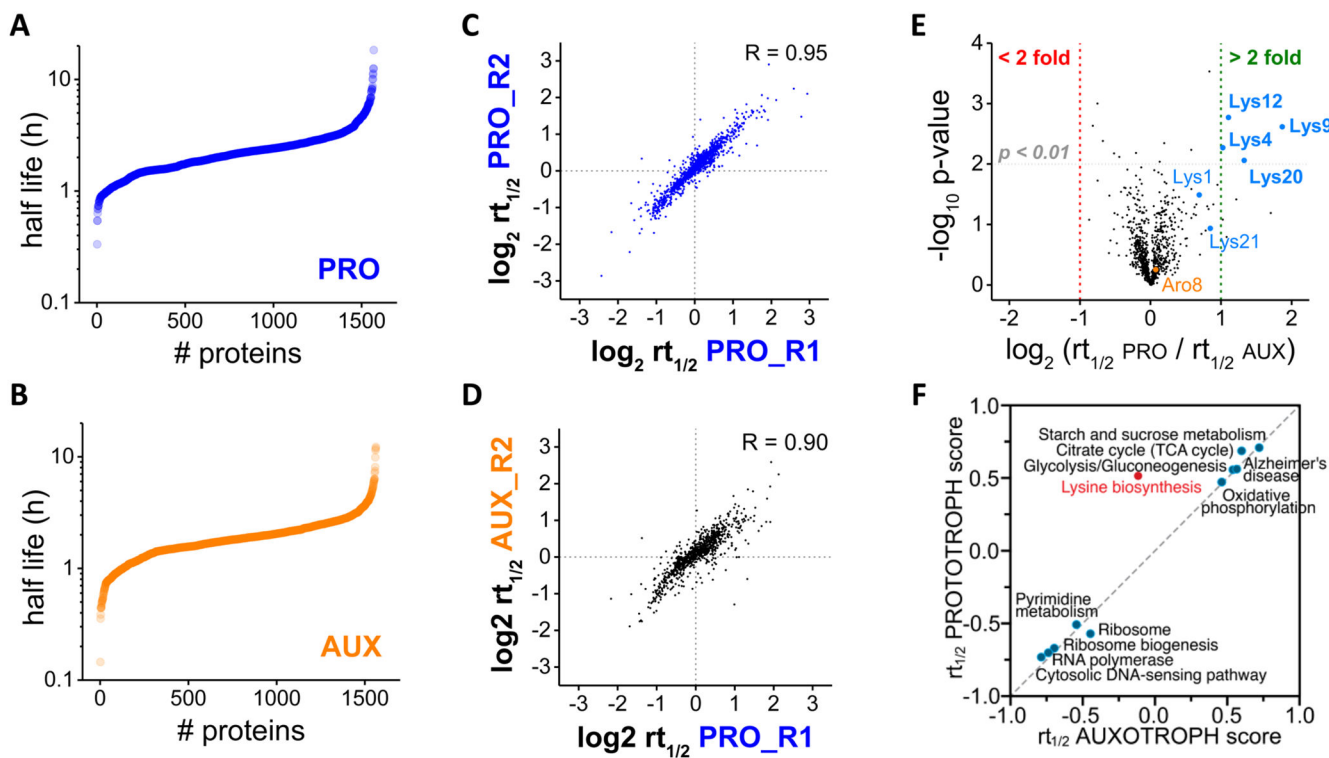 A
half life (h)
10
1
0.1
PRO
0
500
1000
1500
# proteins
B
half life (h)
10
1
0.1
AUX
0
500
1000
1500
# proteins
C
log₂ rt₁/₂ PRO_R2
3
2
1
0
-1
-2
-3
R = 0.95
-3
-2
-1
0
1
2
3
log₂ rt₁/₂ PRO_R1
D
log2 rt₁/₂ AUX_R2
3
2
1
0
-1
-2
-3
R = 0.90
-3
-2
-1
0
1
2
3
log2 rt₁/₂ PRO_R1
E
-log₁₀ p-value
4
3
2
1
0
< 2 fold
> 2 fold
Lys12
Lys9
Lys4
p < 0.01
Lys1
Lys20
Lys21
Aro8
-2
-1
0
1
2
log₂ (rt₁/₂ PRO / rt₁/₂ AUX)
F
rt₁/₂ PROTOTROPH score
1.0
0.5
0.0
-0.5
-1.0
Starch and sucrose metabolism
Citrate cycle (TCA cycle)
Glycolysis/Gluconeogenesis
Alzheimer's
disease
Lysine biosynthesis
Oxidative
phosphorylation
Pyrimidine
metabolism
Ribosome
Ribosome biogenesis
RNA polymerase
Cytosolic DNA-sensing pathway
-1.0
-0.5
0.0
0.5
1.0
rt₁/₂ AUXOTROPH score